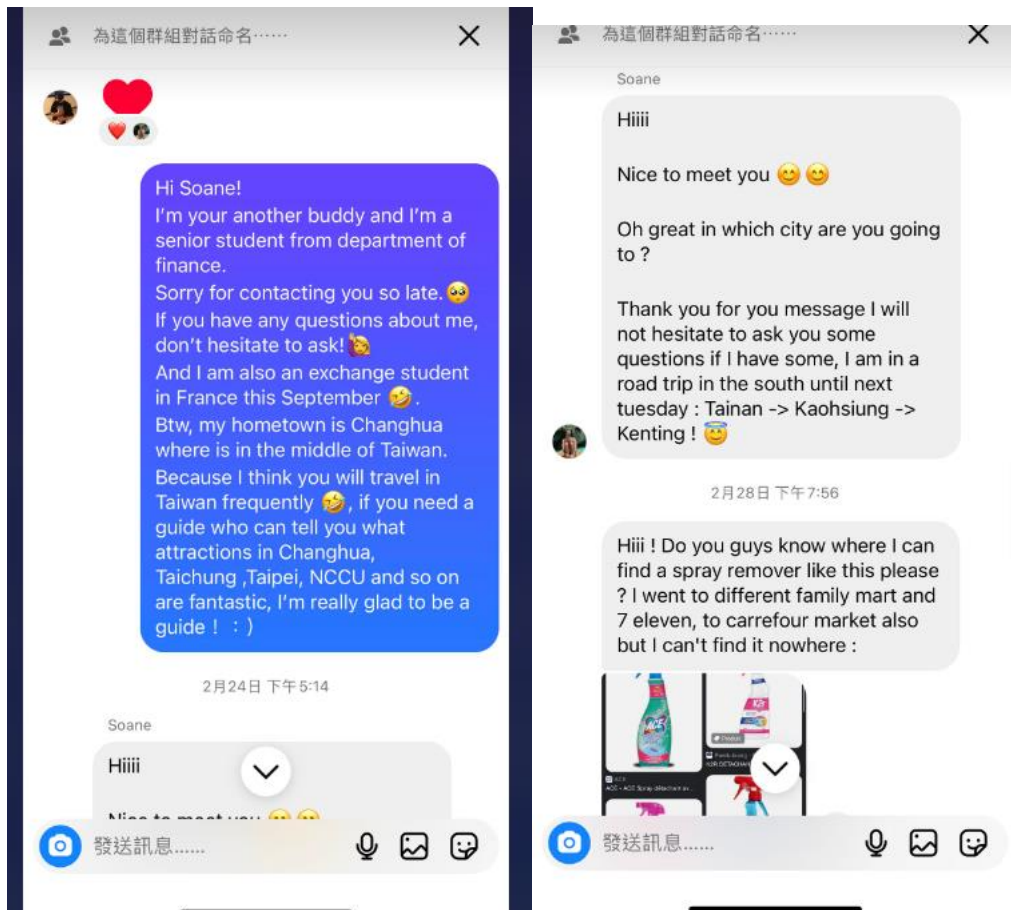 為這個群組對話命名⋯⋯
Hi Soane!
I'm your another buddy and I'm a
senior student from department of
finance.
Sorry for contacting you so late.🥺
If you have any questions about me,
don't hesitate to ask!🙋
And I am also an exchange student
in France this September 🤣.
Btw, my hometown is Changhua
where is in the middle of Taiwan.
Because I think you will travel in
Taiwan frequently 🤣, if you need a
guide who can tell you what
attractions in Changhua,
Taichung ,Taipei, NCCU and so on
are fantastic, I'm really glad to be a
guide！：)
2月24日 下午5:14
Soane
Hiiii
Nice to meet you 😊 😊
發送訊息......
為這個群組對話命名⋯⋯
Soane
Hiiii
Nice to meet you 😊 😊
Oh great in which city are you going
to ?
Thank you for you message I will
not hesitate to ask you some
questions if I have some, I am in a
road trip in the south until next
tuesday : Tainan -> Kaohsiung ->
Kenting ! 😇
2月28日 下午7:56
Hiii ! Do you guys know where I can
find a spray remover like this please
? I went to different family mart and
7 eleven, to carrefour market also
but I can't find it nowhere :
ACE
K2r
Produit
ACE
發送訊息......